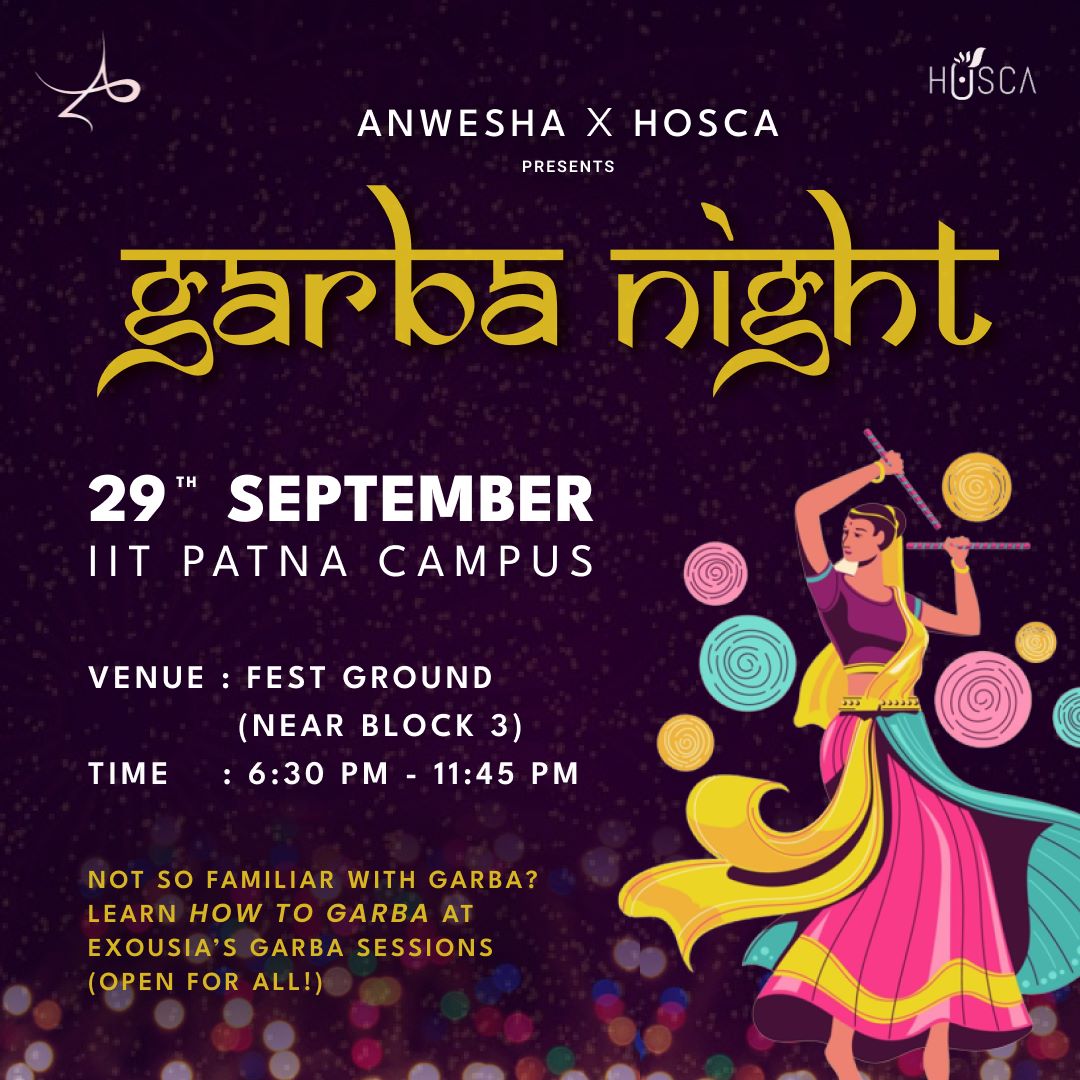 HOSCA
ANWESHA X HOSCA
PRESENTS
garba night
29TH SEPTEMBER
IIT PATNA CAMPUS
VENUE : FEST GROUND
(NEAR BLOCK 3)
TIME : 6:30 PM - 11:45 PM
NOT SO FAMILIAR WITH GARBA?
LEARN HOW TO GARBA AT
EXOUSIA'S GARBA SESSIONS
(OPEN FOR ALL!)